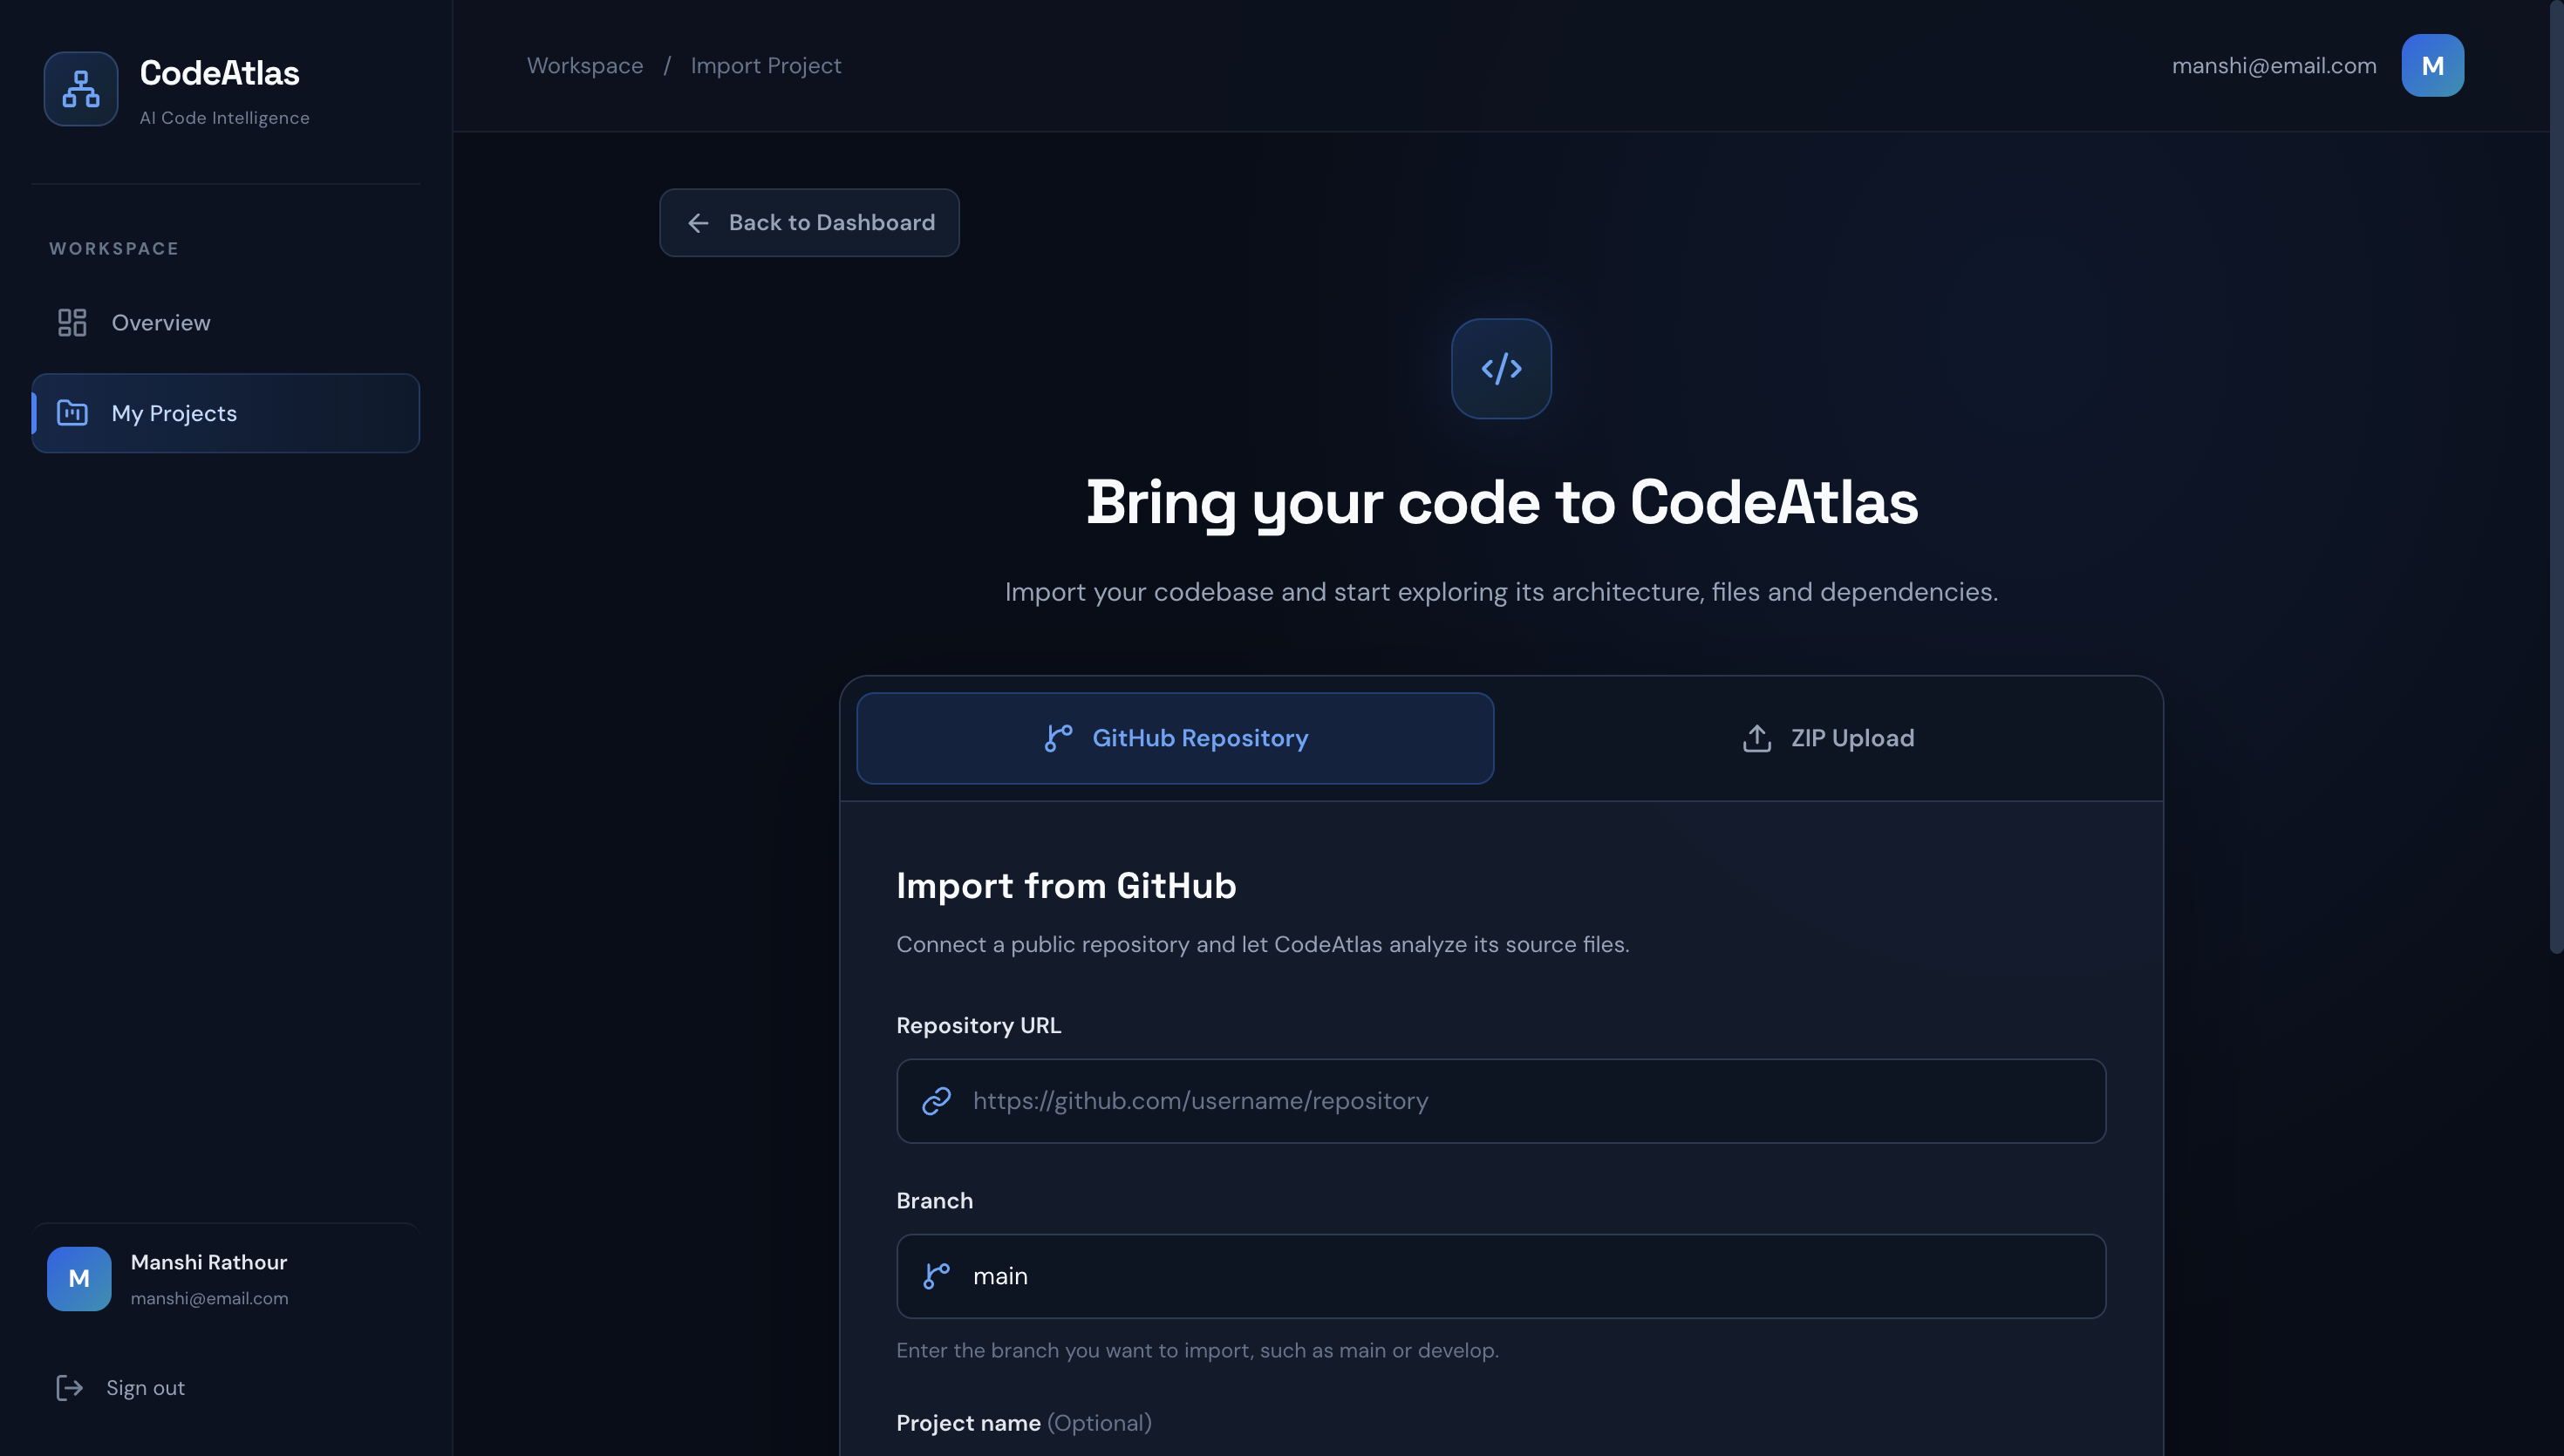 CodeAtlas
AI Code Intelligence
WORKSPACE
Overview
My Projects
M
Manshi Rathour
manshi@email.com
Sign out
Workspace / Import Project
manshi@email.com
M
Back to Dashboard
Bring your code to CodeAtlas
Import your codebase and start exploring its architecture, files and dependencies.
GitHub Repository
ZIP Upload
Import from GitHub
Connect a public repository and let CodeAtlas analyze its source files.
Repository URL
https://github.com/username/repository
Branch
main
Enter the branch you want to import, such as main or develop.
Project name (Optional)